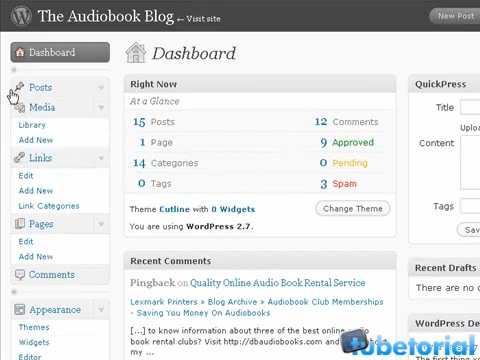 The Audiobook Blog ← Visit site
New Post
Dashboard
Posts
Media
Library
Add New
Links
Edit
Add New
Link Categories
Pages
Edit
Add New
Comments
Appearance
Themes
Widgets
Dashboard
Right Now
At a Glance
15 Posts 12 Comments
1 Page 9 Approved
14 Categories 0 Pending
0 Tags 3 Spam
Theme Cutline with 0 Widgets
Change Theme
You are using WordPress 2.7.
Recent Comments
Pingback on Quality Online Audio Book Rental Service
Lexmark Printers » Blog Archive » Audiobook Club Memberships
- Saving You Money On Audiobooks
[...] to know information about three of the best online audio
book rental clubs? Visit http://dbaudiobooks.com and
QuickPress
Title
Content
Tags
Recent Drafts
There are no
WordPress
tubetorial